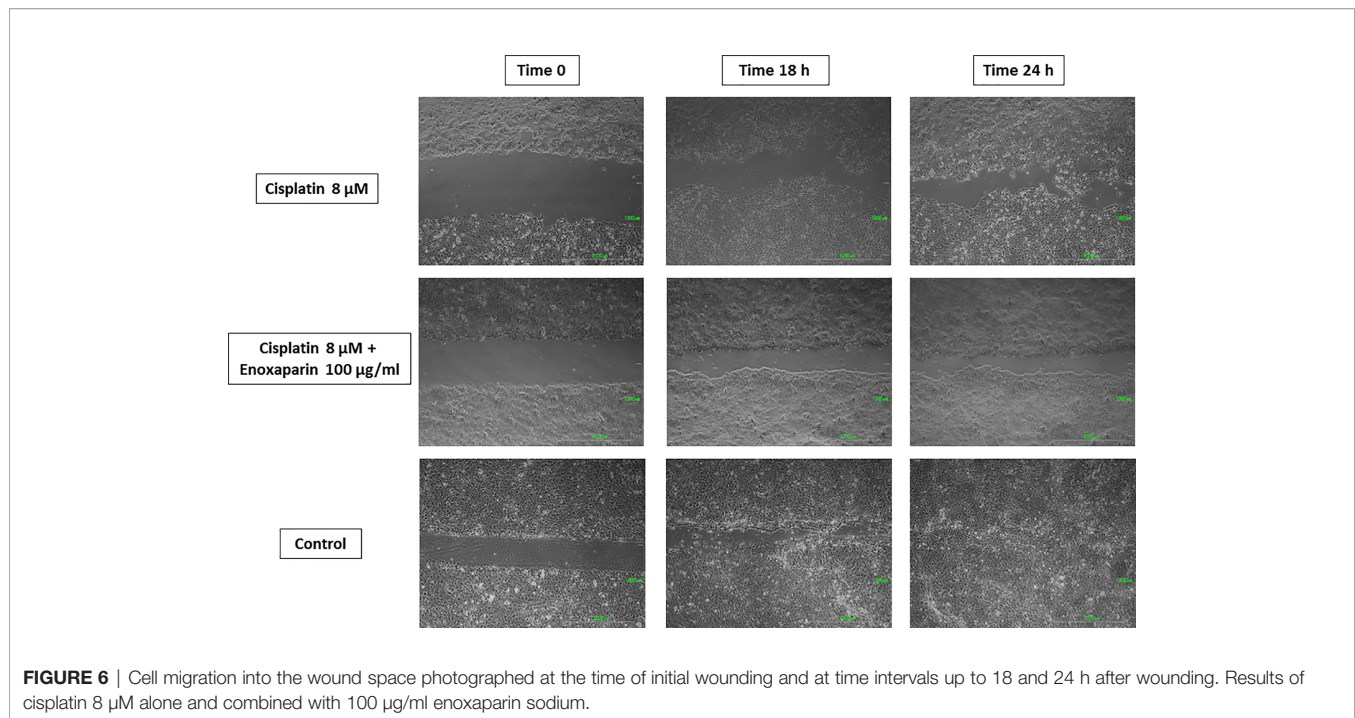 Time 0
Time 18 h
Time 24 h
Cisplatin 8 μM
Cisplatin 8 μM +
Enoxaparin 100 μg/ml
Control
FIGURE 6 | Cell migration into the wound space photographed at the time of initial wounding and at time intervals up to 18 and 24 h after wounding. Results of
cisplatin 8 μM alone and combined with 100 μg/ml enoxaparin sodium.